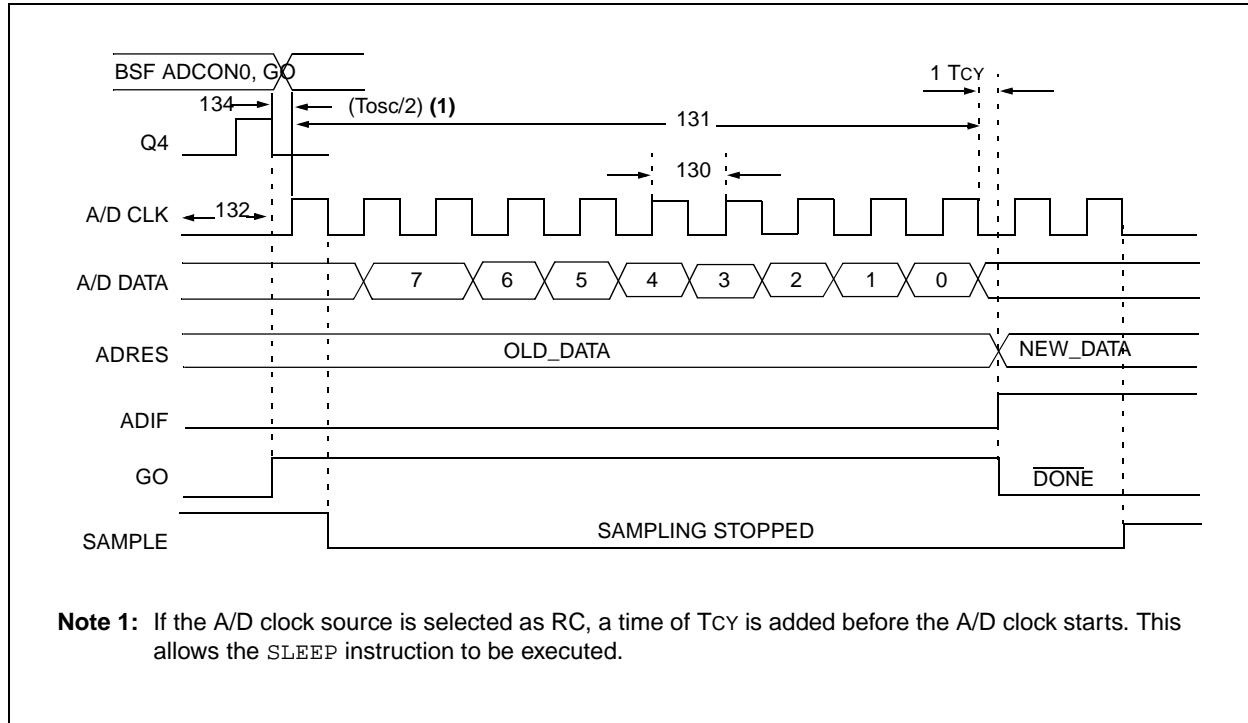 BSF ADCON0, GO
1 TCY
134
(Tosc/2) (1)
131
Q4
130
A/D CLK
132
A/D DATA
7 6 5 4 3 2 1 0
ADRES
OLD_DATA
NEW_DATA
ADIF
GO
DONE
SAMPLE
SAMPLING STOPPED
Note 1: If the A/D clock source is selected as RC, a time of TCY is added before the A/D clock starts. This
allows the SLEEP instruction to be executed.